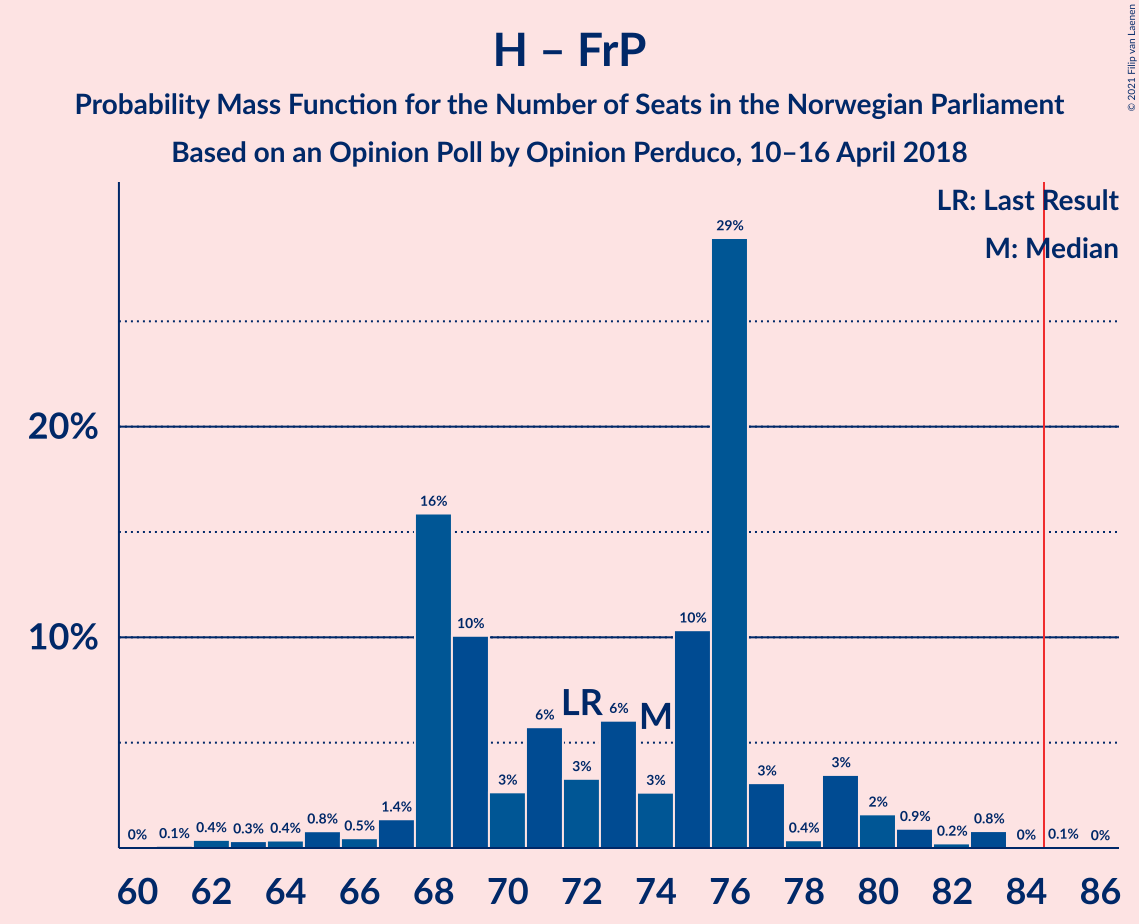 H – FrP
Probability Mass Function for the Number of Seats in the Norwegian Parliament
Based on an Opinion Poll by Opinion Perduco, 10–16 April 2018
© 2021 Filip van Laenen
LR: Last Result
M: Median
20%
10%
0% 0.1% 0.4% 0.3% 0.4% 0.8% 0.5% 1.4% 16% 10% 3% 6% 3% 6% 3% 10% 29% 3% 0.4% 3% 2% 0.9% 0.2% 0.8% 0% 0.1% 0%
LR M
60 62 64 66 68 70 72 74 76 78 80 82 84 86